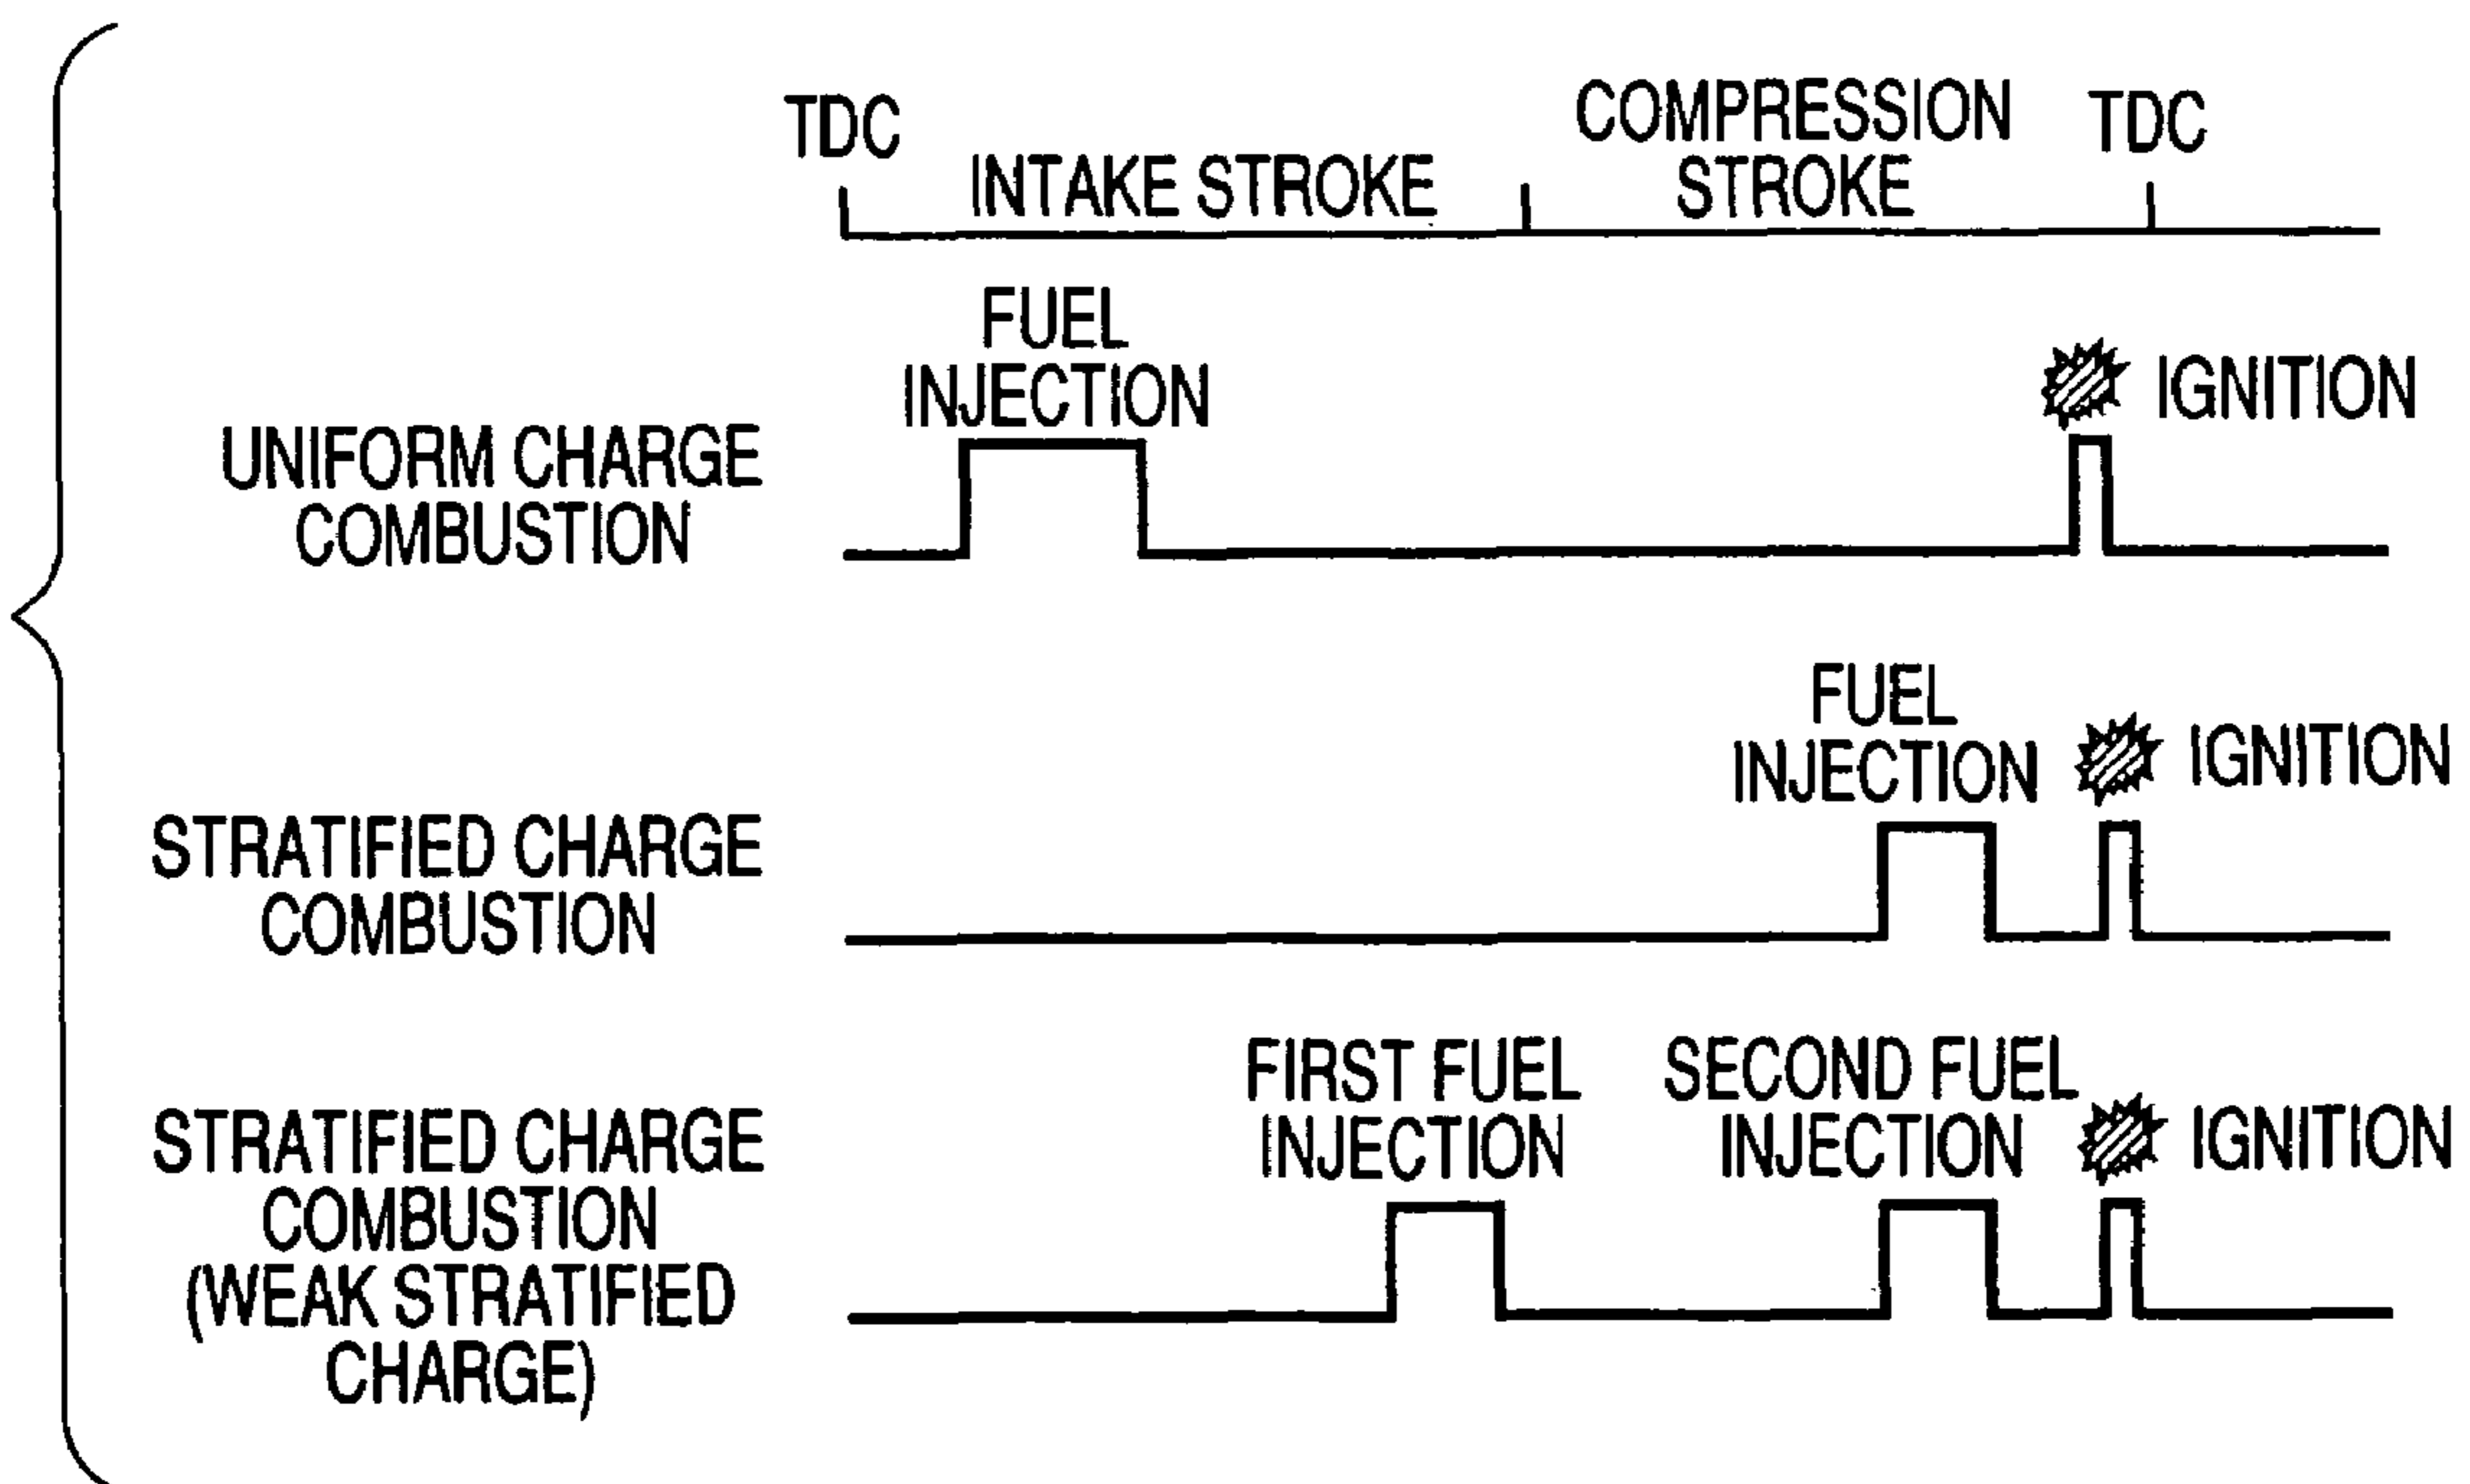 TDC
INTAKE STROKE
COMPRESSION
STROKE
TDC
UNIFORM CHARGE
COMBUSTION
FUEL
INJECTION
IGNITION
STRATIFIED CHARGE
COMBUSTION
FUEL
INJECTION
IGNITION
STRATIFIED CHARGE
COMBUSTION
(WEAK STRATIFIED
CHARGE)
FIRST FUEL
INJECTION
SECOND FUEL
INJECTION
IGNITION